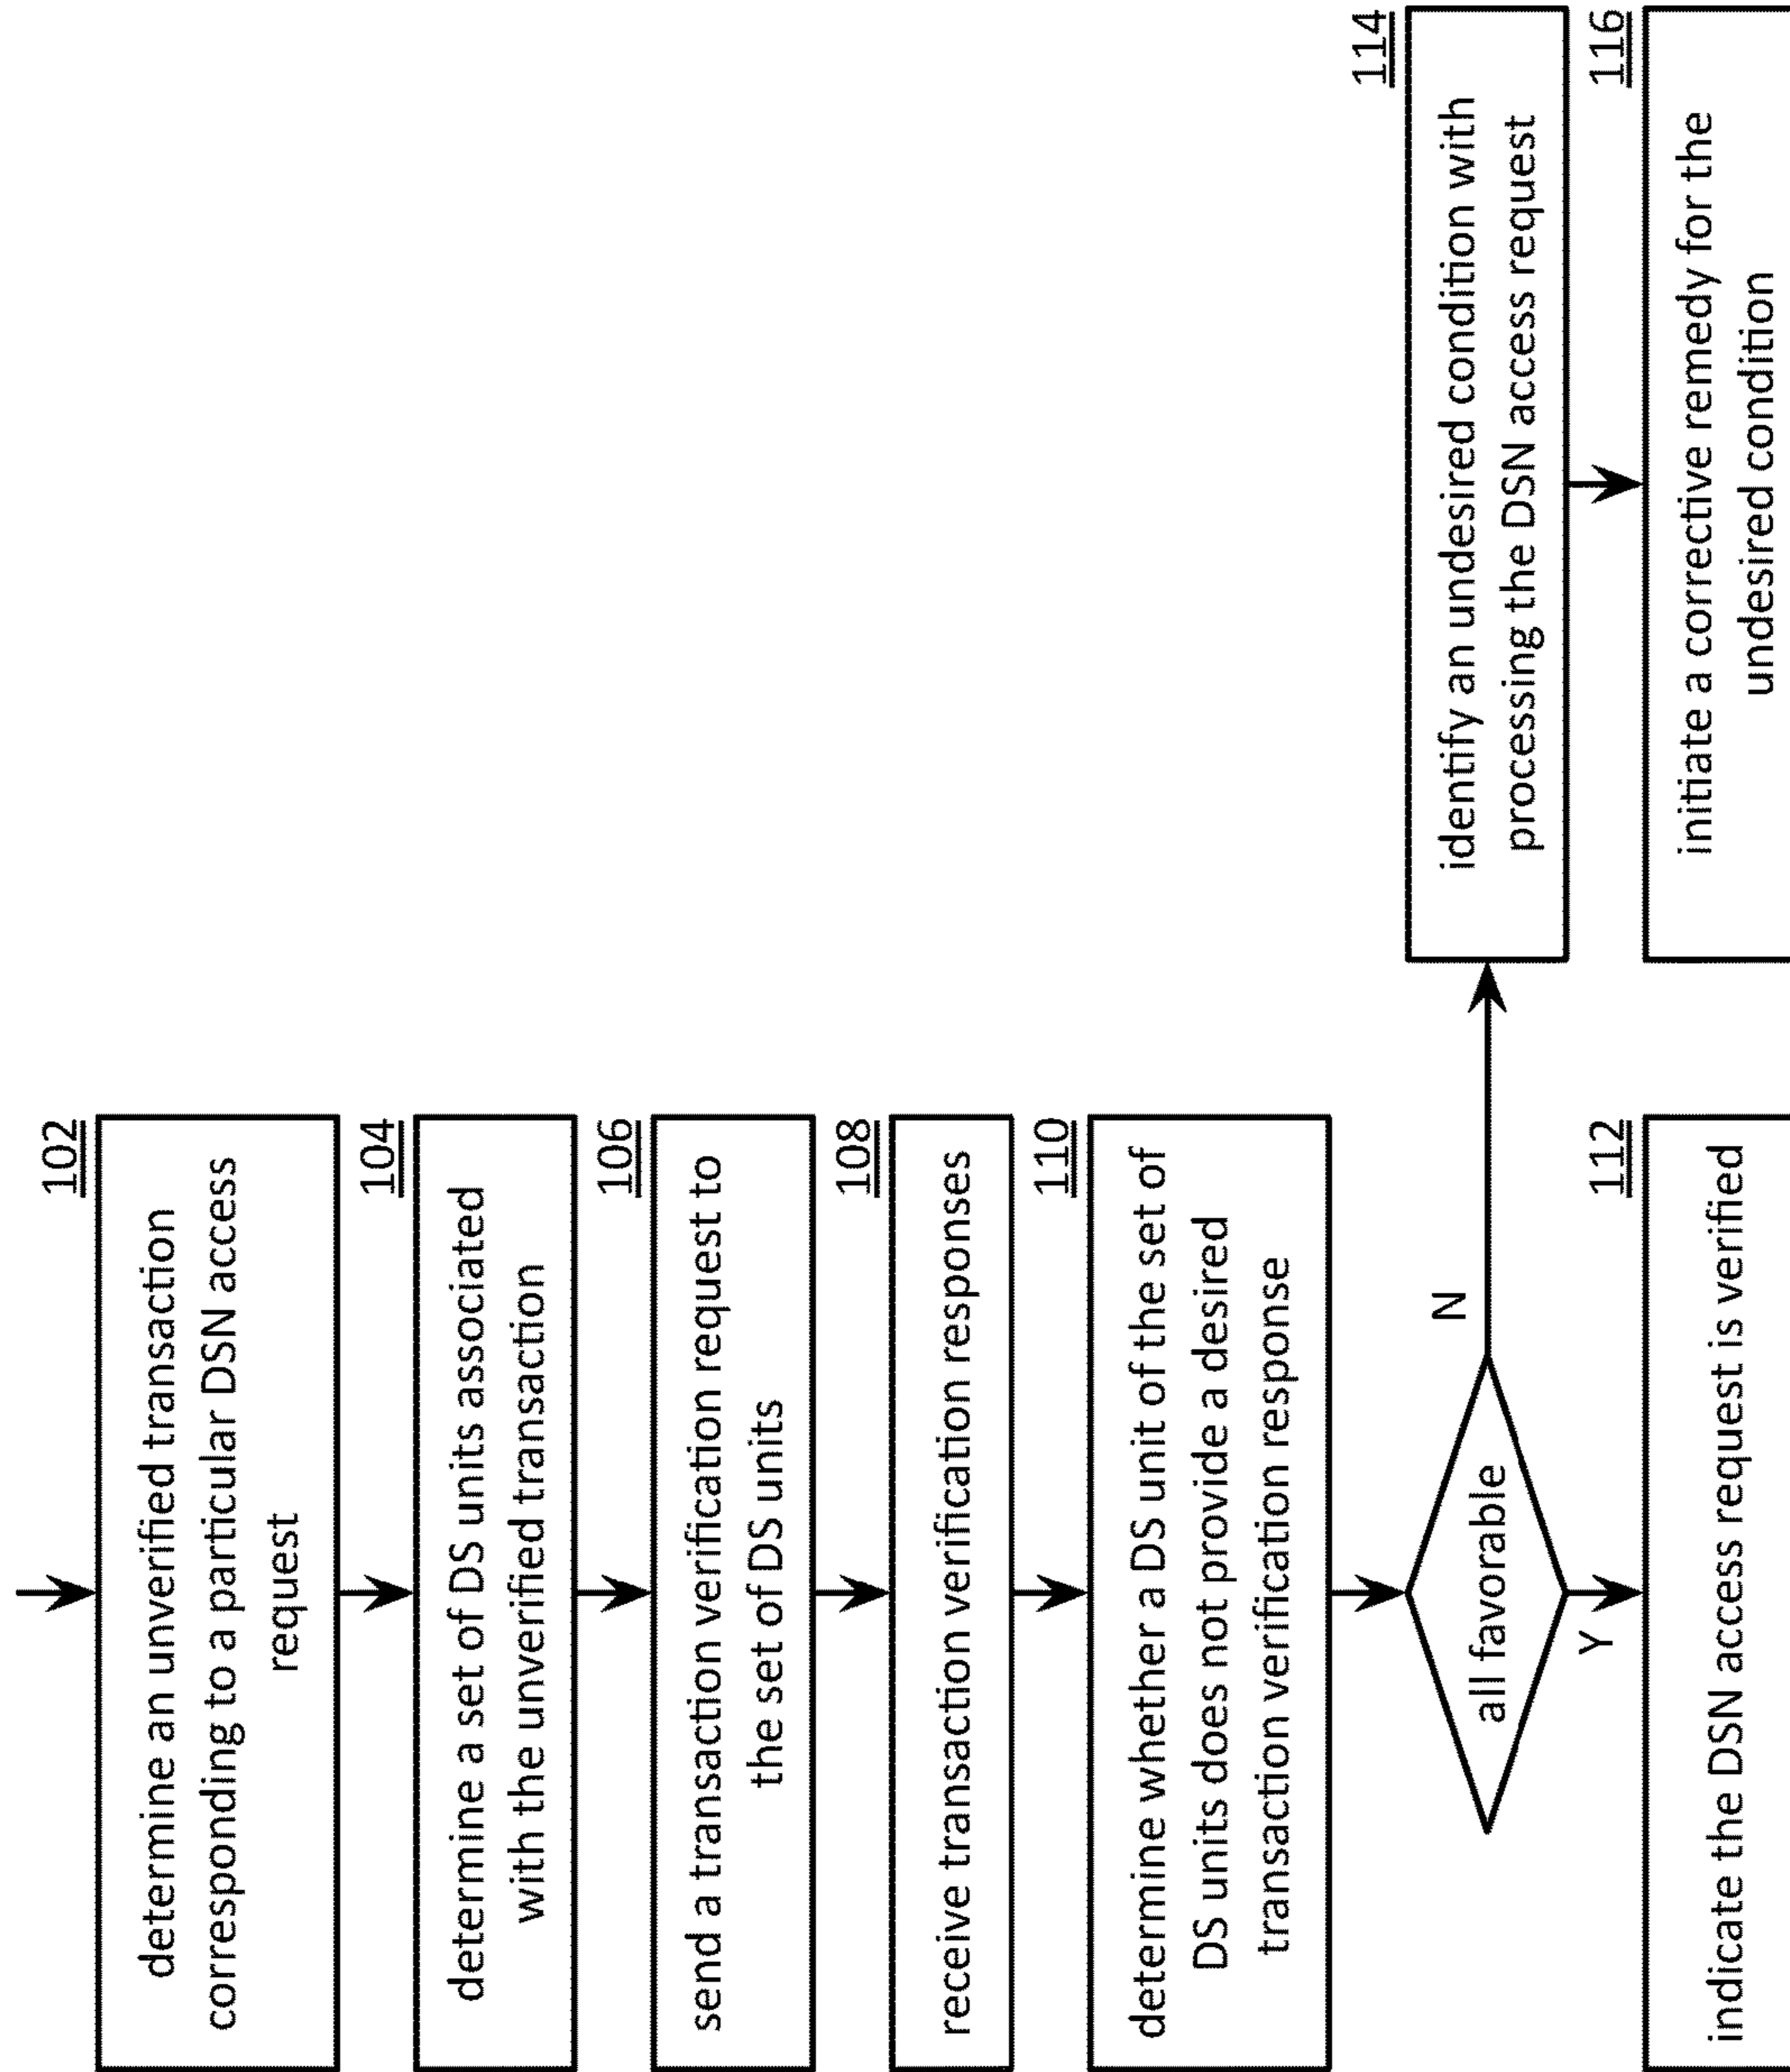 102
determine an unverified transaction
corresponding to a particular DSN access
request
104
determine a set of DS units associated
with the unverified transaction
106
send a transaction verification request to
the set of DS units
108
receive transaction verification responses
110
determine whether a DS unit of the set of
DS units does not provide a desired
transaction verification response
all favorable
N
Y
112
indicate the DSN access request is verified
114
identify an undesired condition with
processing the DSN access request
116
initiate a corrective remedy for the
undesired condition